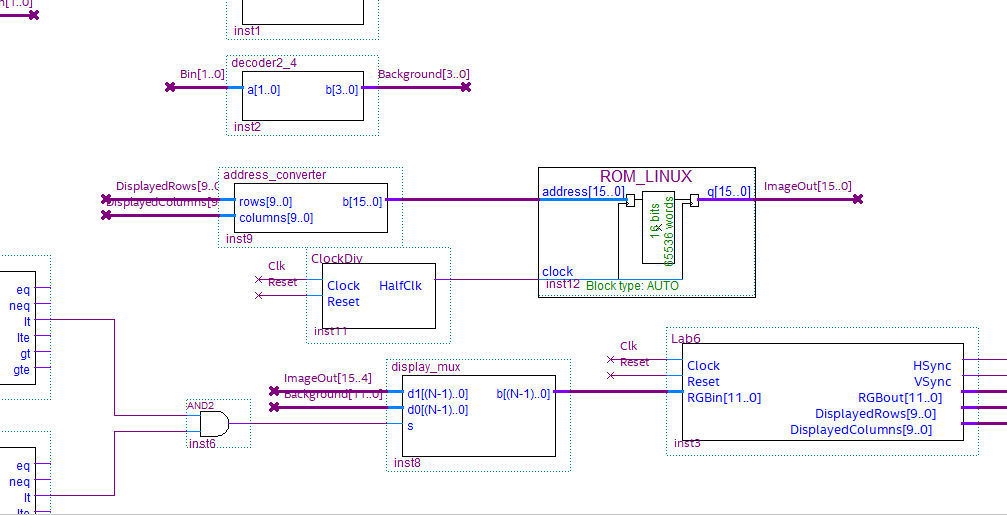 inst1
decoder2_4
Bin[1..0]
Background[3..0]
a[1..0]
b[3..0]
inst2
address_converter
DisplayedRows[9..0
DisplayedColumns[9..
rows[9..0]
columns[9..0]
b[15..0]
inst9
ROM_LINUX
address[15..0]
q[15..0]
16 bits
65536 words
clock
inst12
Block type: AUTO
ImageOut[15..0]
ClockDiv
Clk
Reset
Clock
Reset
HalfClk
inst11
eq
neq
lt
lte
gt
gte
display_mux
ImageOut[15..4]
Background[11..0]
d1[(N-1)..0]
d0[(N-1)..0]
s
b[(N-1)..0]
inst8
AND2
inst6
Lab6
Clk
Reset
Clock
Reset
RGBin[11..0]
HSync
VSync
RGBout[11..0]
DisplayedRows[9..0]
DisplayedColumns[9..0]
inst3
eq
neq
lt
lte